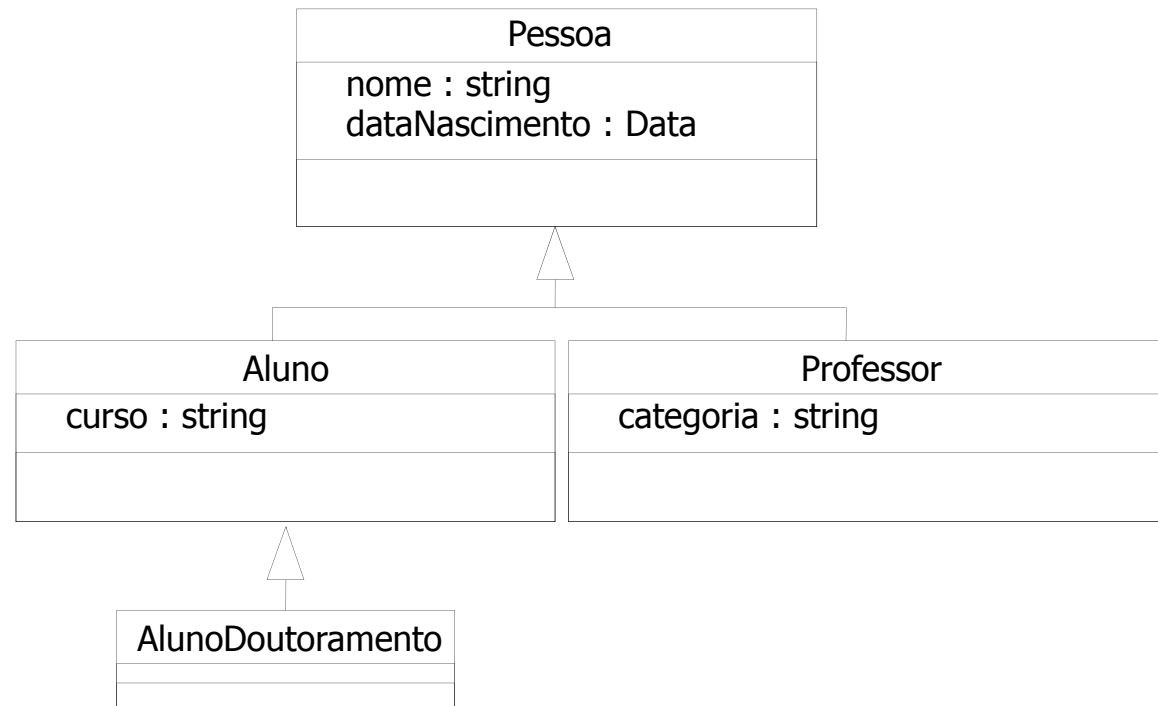 Pessoa
nome : string
dataNascimento : Data
Aluno
curso : string
Professor
categoria : string
AlunoDoutoramento